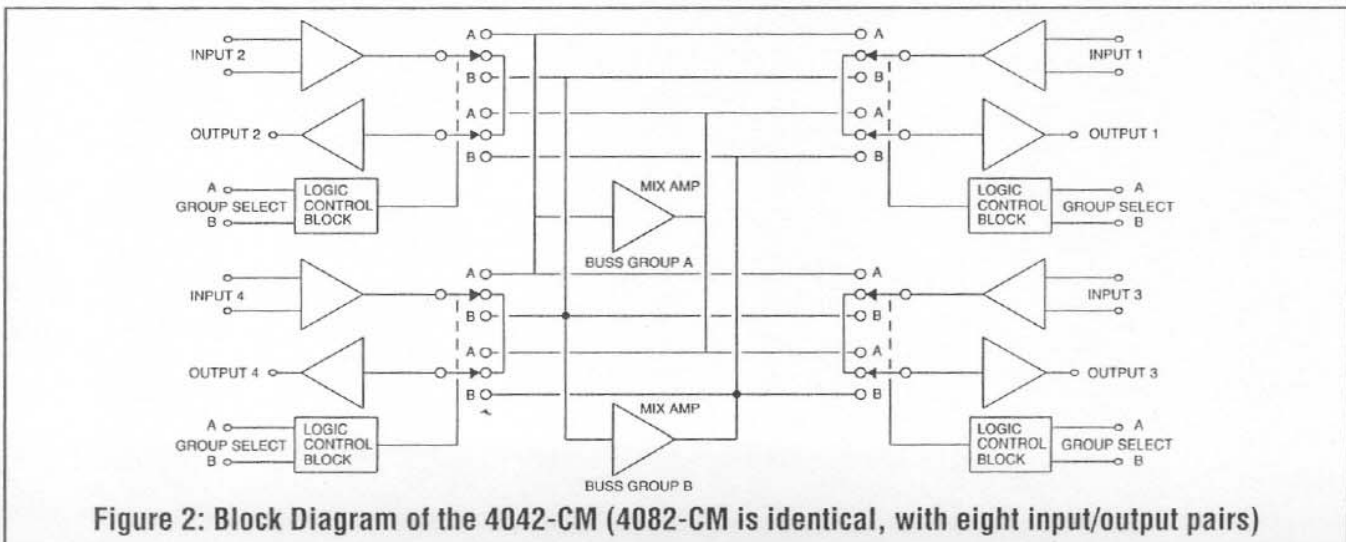 A A
INPUT 2 INPUT 1
B B
A A
OUTPUT 2 OUTPUT 1
B B
A LOGIC CONTROL BLOCK LOGIC CONTROL BLOCK A
GROUP SELECT GROUP SELECT
B B
MIX AMP
BUSS GROUP A
A A
INPUT 4 INPUT 3
B B
A A
OUTPUT 4 OUTPUT 3
B B
MIX AMP
A LOGIC CONTROL BLOCK LOGIC CONTROL BLOCK A
GROUP SELECT GROUP SELECT
B B
BUSS GROUP B
Figure 2: Block Diagram of the 4042-CM (4082-CM is identical, with eight input/output pairs)